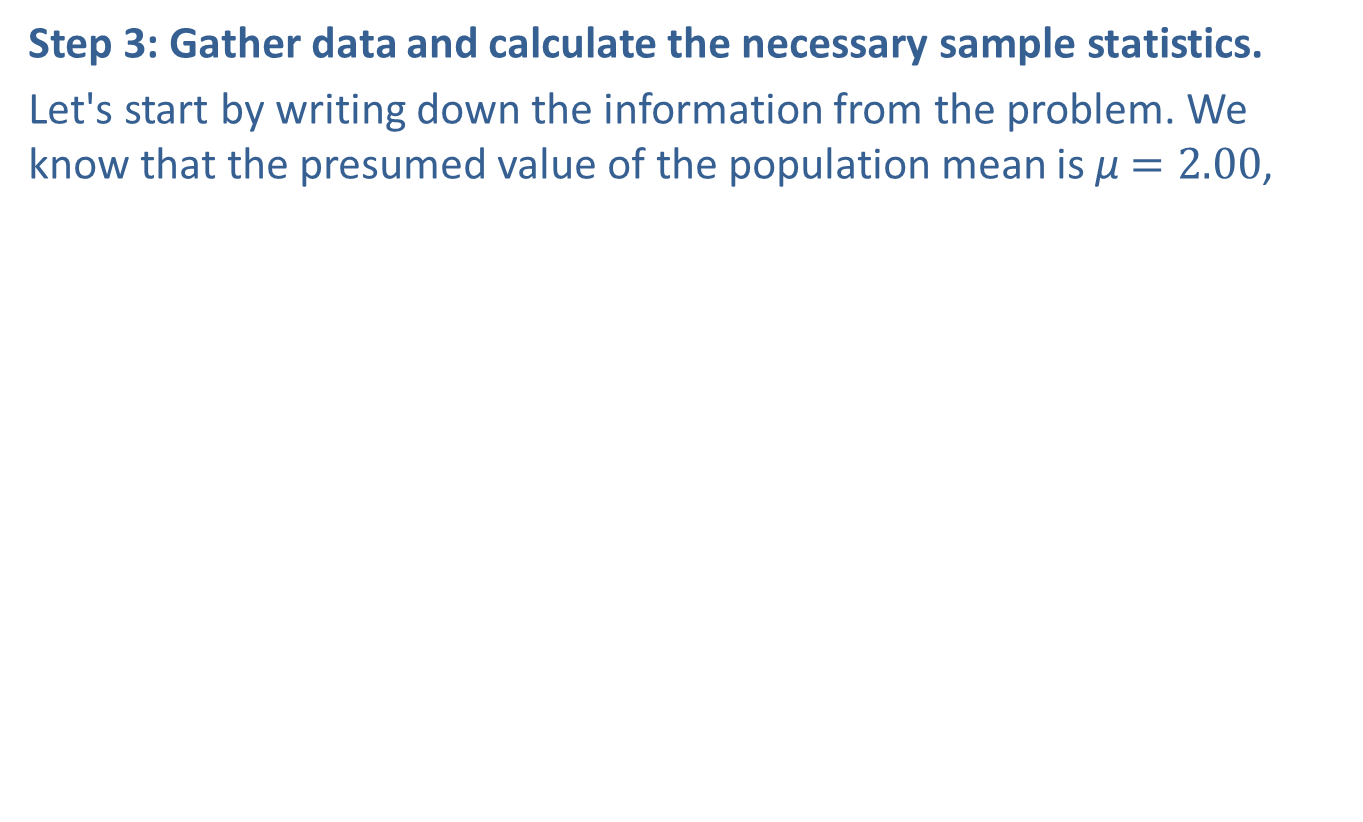 Step 3: Gather data and calculate the necessary sample statistics.
Let's start by writing down the information from the problem. We
know that the presumed value of the population mean is μ = 2.00,